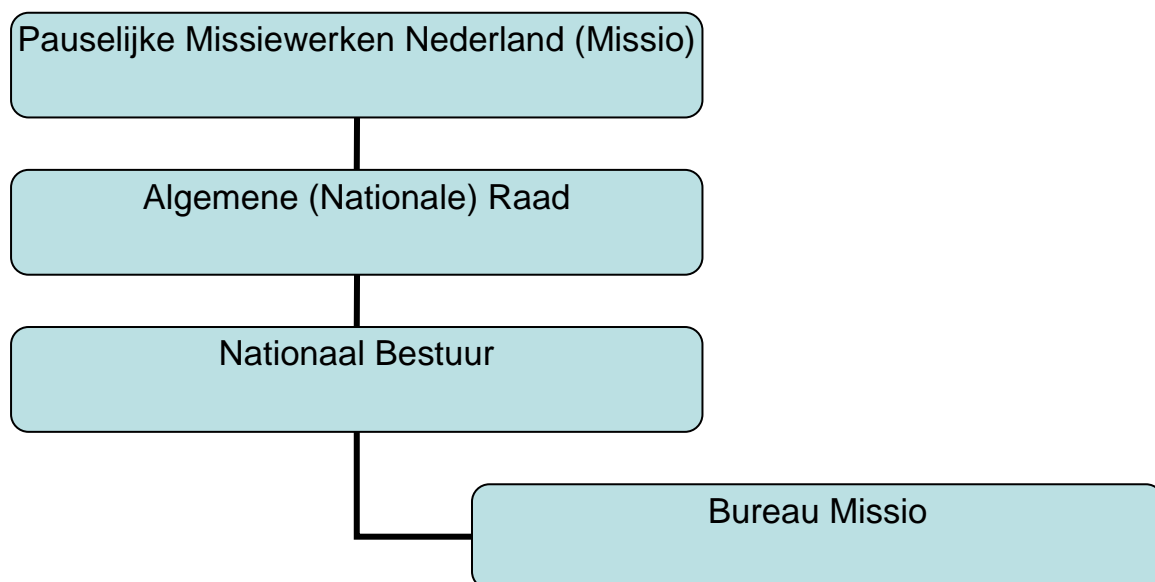 Pauselijke Missiewerken Nederland (Missio)
Algemene (Nationale) Raad
Nationaal Bestuur
Bureau Missio